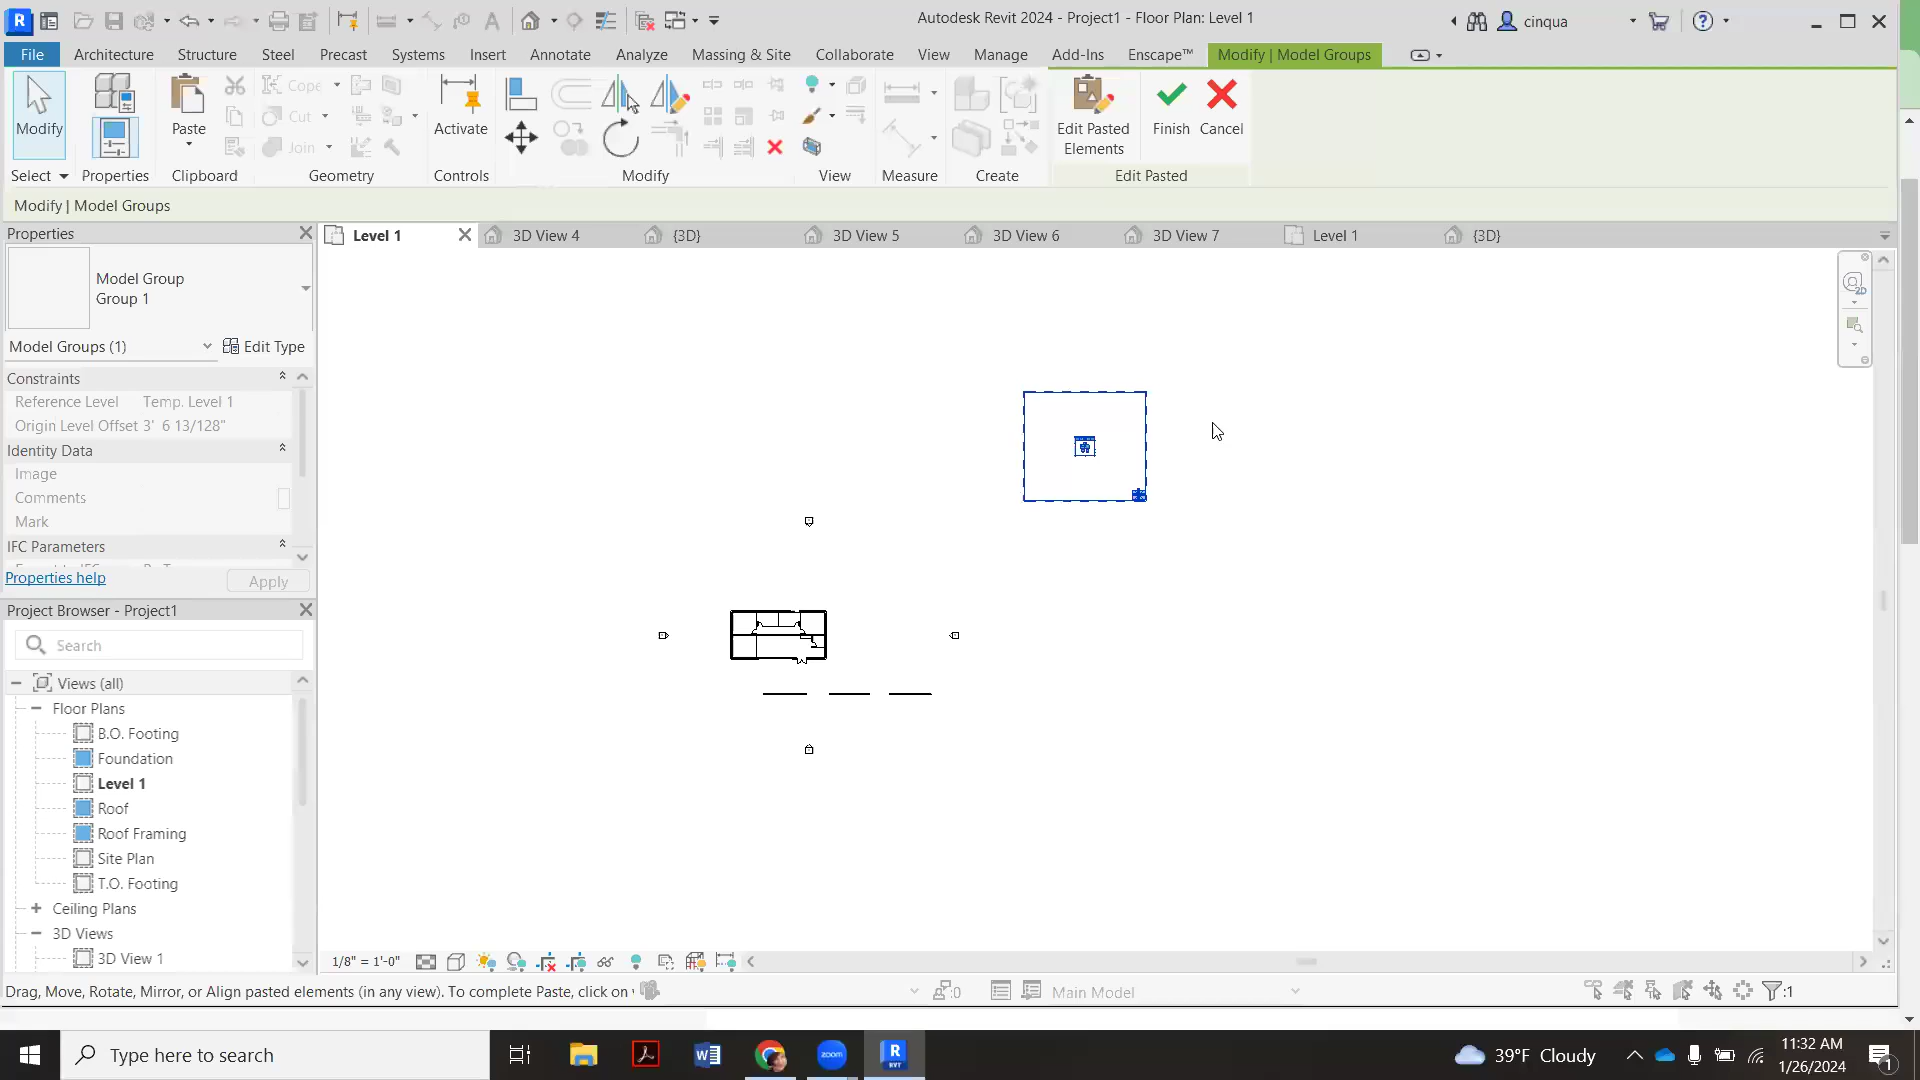 Autodesk Revit 2024 - Project1 - Floor Plan: Level 1
cinqua
File Architecture Structure Steel Precast Systems Insert Annotate Analyze Massing & Site Collaborate View Manage Add-Ins Enscape™ Modify | Model Groups
Modify
Paste
Cope
Cut
Join
Activate
Edit Pasted
Elements
Finish
Cancel
Select Properties Clipboard Geometry Controls Modify View Measure Create Edit Pasted
Modify | Model Groups
Properties
Level 1 3D View 4 {3D} 3D View 5 3D View 6 3D View 7 Level 1 {3D}
Model Group
Group 1
Model Groups (1)
Edit Type
Constraints
Reference Level Temp. Level 1
Origin Level Offset 3' 6 13/128"
Identity Data
Image
Comments
Mark
IFC Parameters
Properties help
Apply
Project Browser - Project1
Search
Views (all)
Floor Plans
B.O. Footing
Foundation
Level 1
Roof
Roof Framing
Site Plan
T.O. Footing
Ceiling Plans
3D Views
3D View 1
1/8" = 1'-0"
Drag, Move, Rotate, Mirror, or Align pasted elements (in any view). To complete Paste, click on
:0
Main Model
:1
Type here to search
zoom
39°F Cloudy
11:32 AM
1/26/2024
1